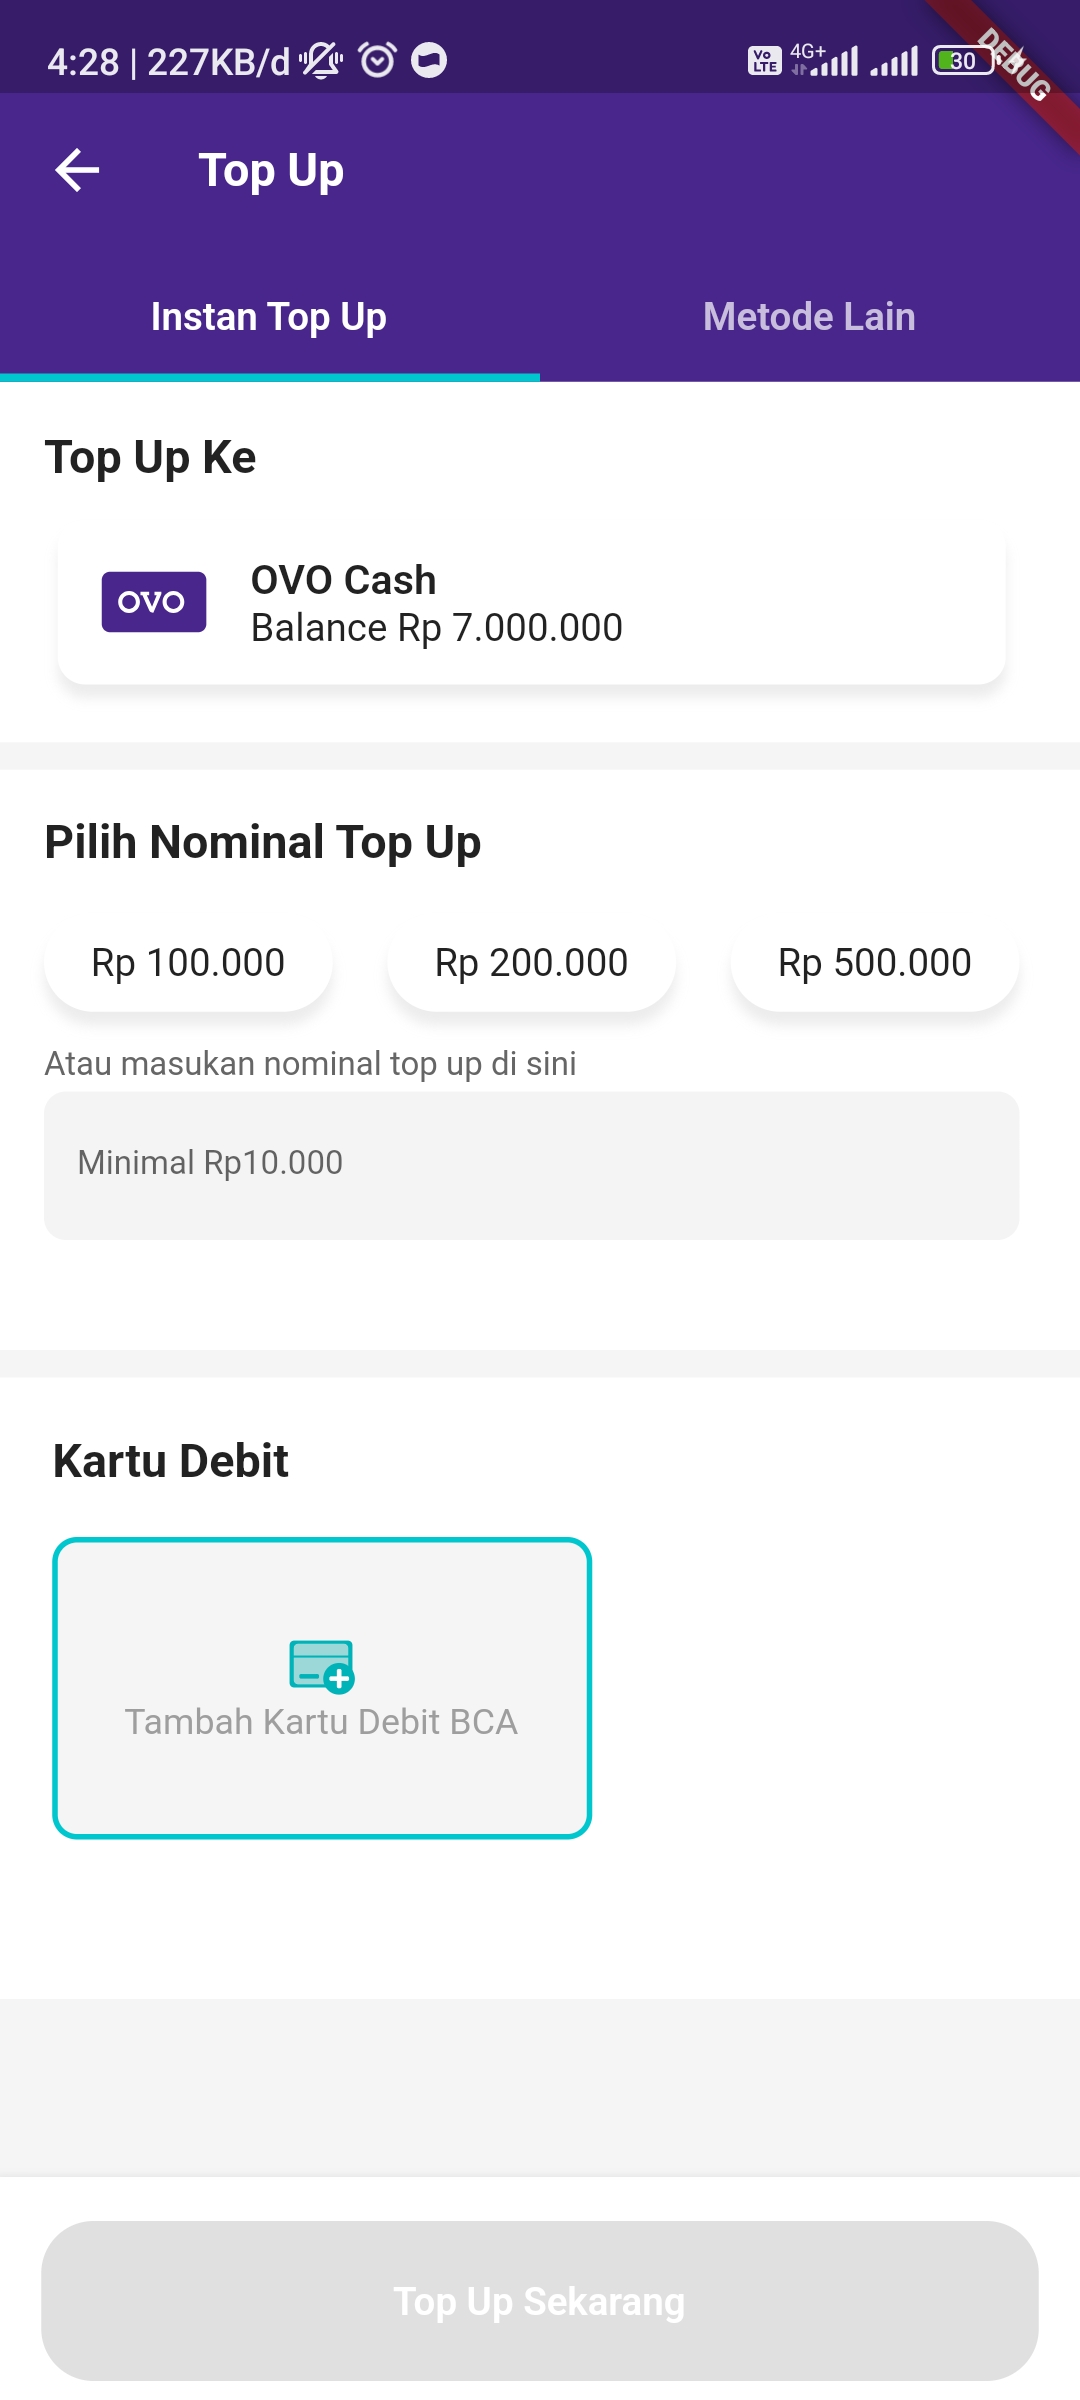 4:28 | 227KB/d
Vo LTE 4G+ 30
DEBUG
Top Up
Instan Top Up Metode Lain
Top Up Ke
OVO
OVO Cash
Balance Rp 7.000.000
Pilih Nominal Top Up
Rp 100.000 Rp 200.000 Rp 500.000
Atau masukan nominal top up di sini
Minimal Rp10.000
Kartu Debit
Tambah Kartu Debit BCA
Top Up Sekarang